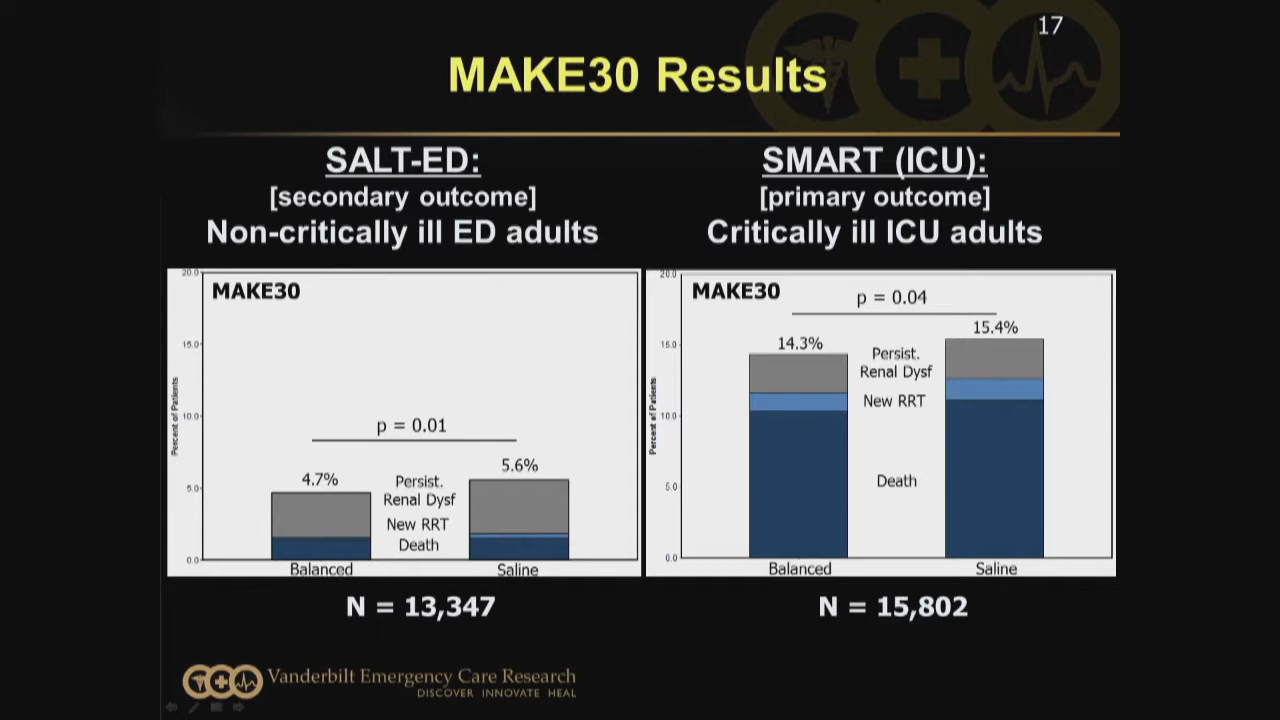 17
MAKE30 Results
SALT-ED:
[secondary outcome]
Non-critically ill ED adults
SMART (ICU):
[primary outcome]
Critically ill ICU adults
MAKE30
Percent of Patients
20.0
15.0
10.0
5.0
0.0
p = 0.01
4.7%
5.6%
Persist.
Renal Dysf
New RRT
Death
Balanced
Saline
N = 13,347
MAKE30
Percent of Patients
20.0
15.0
10.0
5.0
0.0
p = 0.04
14.3%
15.4%
Persist.
Renal Dysf
New RRT
Death
Balanced
Saline
N = 15,802
Vanderbilt Emergency Care Research
DISCOVER INNOVATE HEAL